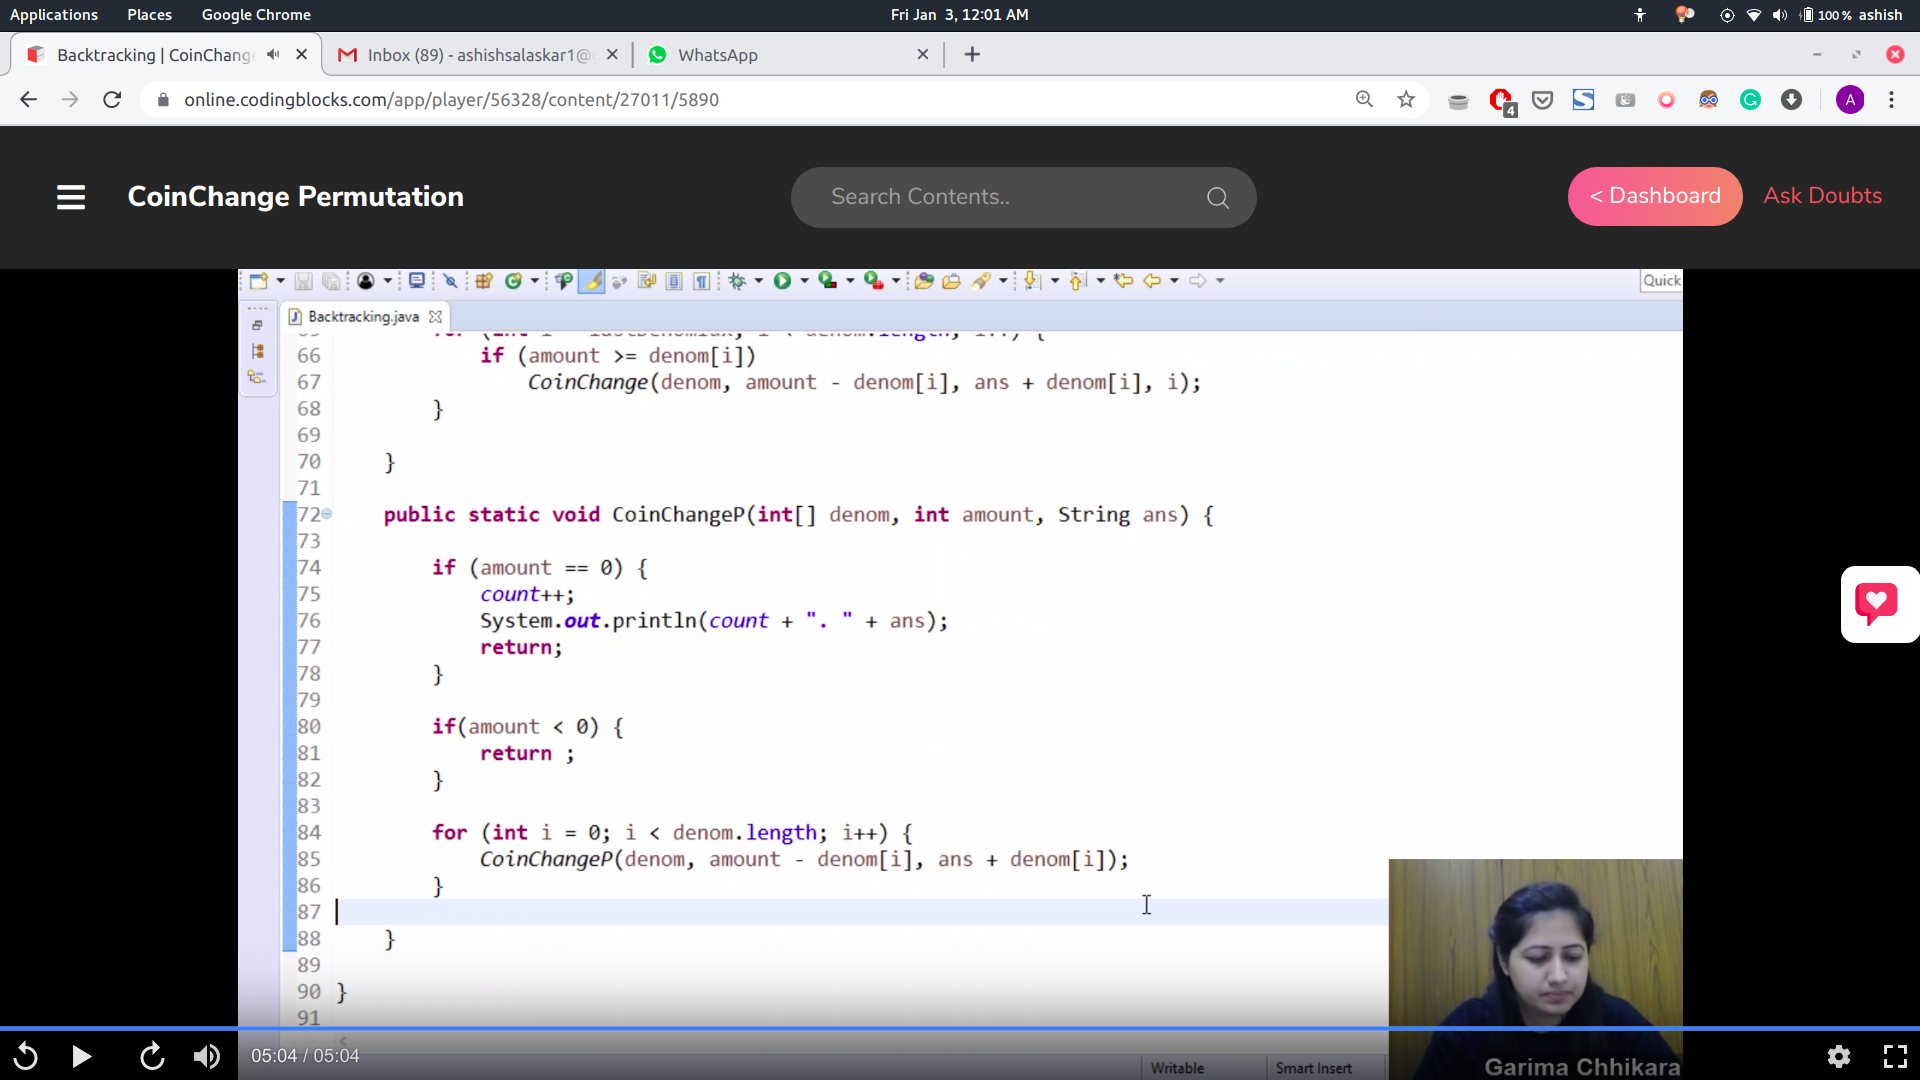 Applications Places Google Chrome Fri Jan 3, 12:01 AM 100 % ashish
Backtracking | CoinChange Inbox (89) - ashishsalaskar1@ WhatsApp
online.codingblocks.com/app/player/56328/content/27011/5890 4 A
CoinChange Permutation Search Contents.. < Dashboard Ask Doubts
Quick
Backtracking.java
66 if (amount >= denom[i])
67 CoinChange(denom, amount - denom[i], ans + denom[i], i);
68 }
69
70 }
71
72 public static void CoinChangeP(int[] denom, int amount, String ans) {
73
74 if (amount == 0) {
75 count++;
76 System.out.println(count + ". " + ans);
77 return;
78 }
79
80 if(amount < 0) {
81 return ;
82 }
83
84 for (int i = 0; i < denom.length; i++) {
85 CoinChangeP(denom, amount - denom[i], ans + denom[i]);
86 }
87
88 }
89
90 }
91
05:04 / 05:04
Writable Smart Insert
Garima Chhikara